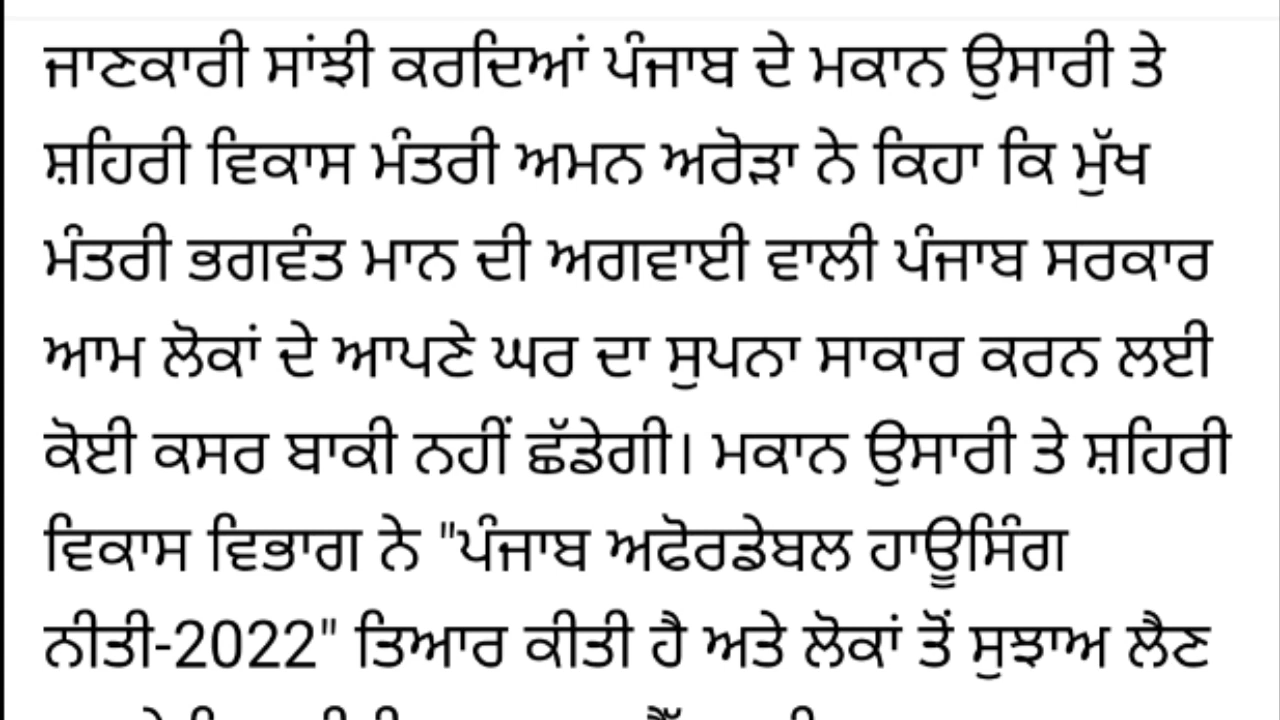 ਜਾਣਕਾਰੀ ਸਾਂਝੀ ਕਰਦਿਆਂ ਪੰਜਾਬ ਦੇ ਮਕਾਨ ਉਸਾਰੀ ਤੇ
ਸ਼ਹਿਰੀ ਵਿਕਾਸ ਮੰਤਰੀ ਅਮਨ ਅਰੋੜਾ ਨੇ ਕਿਹਾ ਕਿ ਮੁੱਖ
ਮੰਤਰੀ ਭਗਵੰਤ ਮਾਨ ਦੀ ਅਗਵਾਈ ਵਾਲੀ ਪੰਜਾਬ ਸਰਕਾਰ
ਆਮ ਲੋਕਾਂ ਦੇ ਆਪਣੇ ਘਰ ਦਾ ਸੁਪਨਾ ਸਾਕਾਰ ਕਰਨ ਲਈ
ਕੋਈ ਕਸਰ ਬਾਕੀ ਨਹੀਂ ਛੱਡੇਗੀ। ਮਕਾਨ ਉਸਾਰੀ ਤੇ ਸ਼ਹਿਰੀ
ਵਿਕਾਸ ਵਿਭਾਗ ਨੇ "ਪੰਜਾਬ ਅਫੋਰਡੇਬਲ ਹਾਊਸਿੰਗ
ਨੀਤੀ-2022" ਤਿਆਰ ਕੀਤੀ ਹੈ ਅਤੇ ਲੋਕਾਂ ਤੋਂ ਸੁਝਾਅ ਲੈਣ